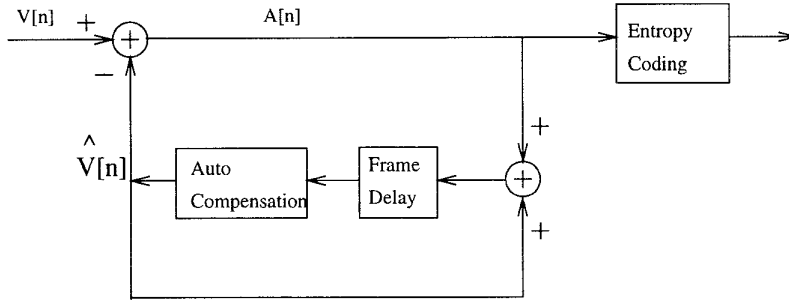 V[n]
+
A[n]
Entropy
Coding
+
−
+
V̂[n]
Auto
Compensation
Frame
Delay
+
+